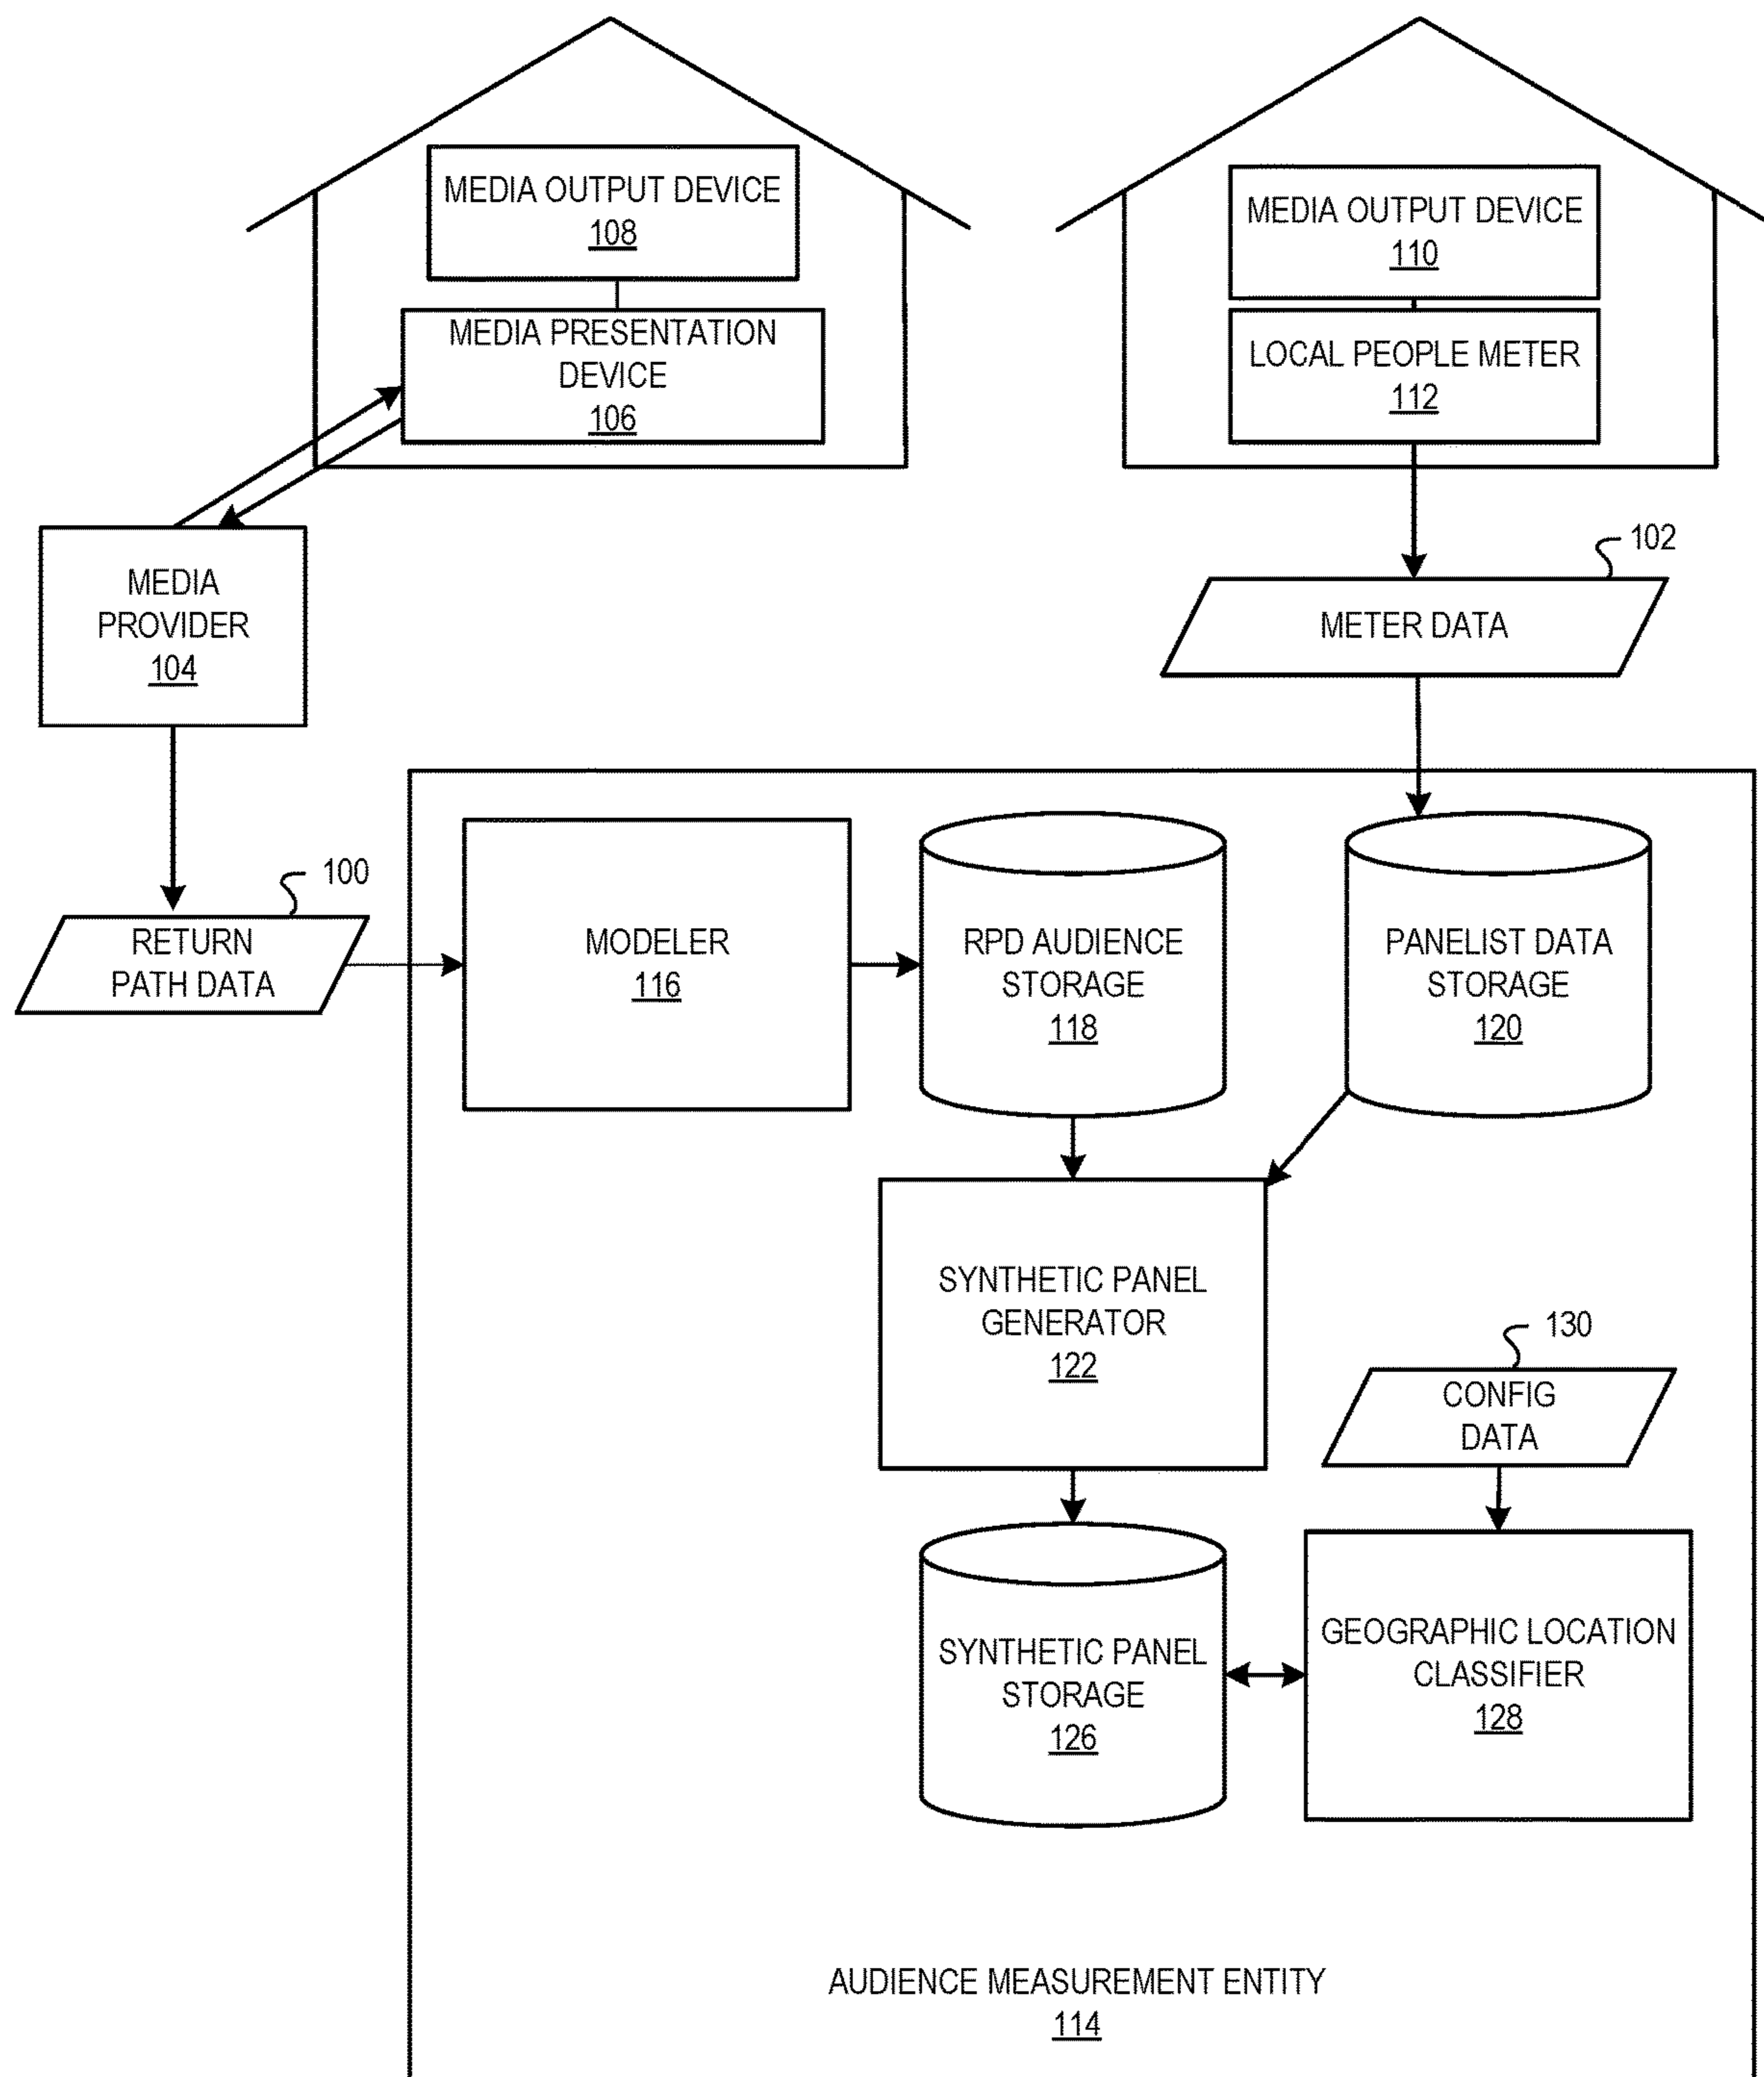 MEDIA OUTPUT DEVICE
108
MEDIA PRESENTATION
DEVICE
106
MEDIA OUTPUT DEVICE
110
LOCAL PEOPLE METER
112
MEDIA
PROVIDER
104
102
METER DATA
100
RETURN
PATH DATA
MODELER
116
RPD AUDIENCE
STORAGE
118
PANELIST DATA
STORAGE
120
SYNTHETIC PANEL
GENERATOR
122
130
CONFIG
DATA
SYNTHETIC PANEL
STORAGE
126
GEOGRAPHIC LOCATION
CLASSIFIER
128
AUDIENCE MEASUREMENT ENTITY
114